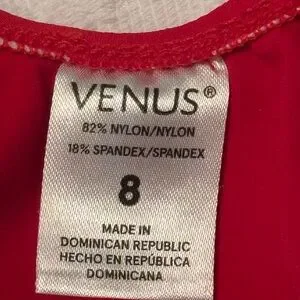 VENUS®
82% NYLON/NYLON
18% SPANDEX/SPANDEX
8
MADE IN
DOMINICAN REPUBLIC
HECHO EN REPÚBLICA
DOMINICANA